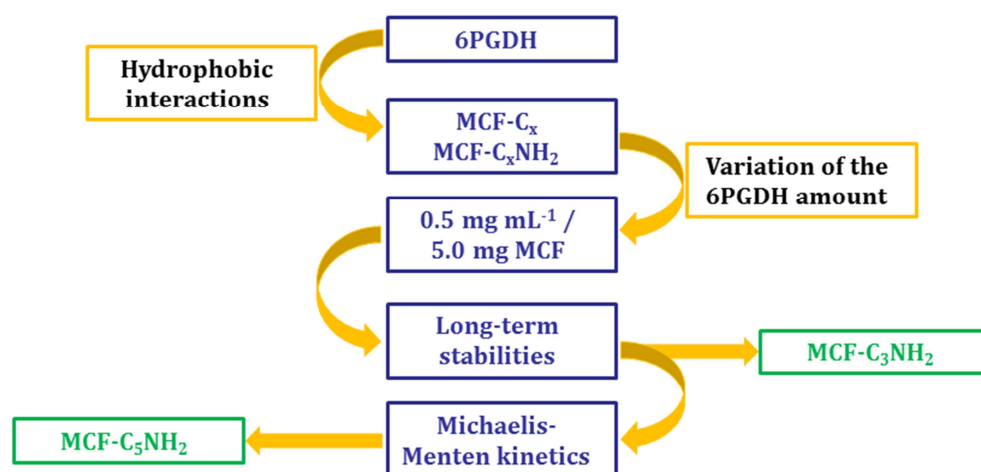 6PGDH
Hydrophobic
interactions
MCF-Cₓ
MCF-CₓNH₂
Variation of the
6PGDH amount
0.5 mg mL⁻¹ /
5.0 mg MCF
Long-term
stabilities
MCF-C₃NH₂
Michaelis-
Menten kinetics
MCF-C₅NH₂